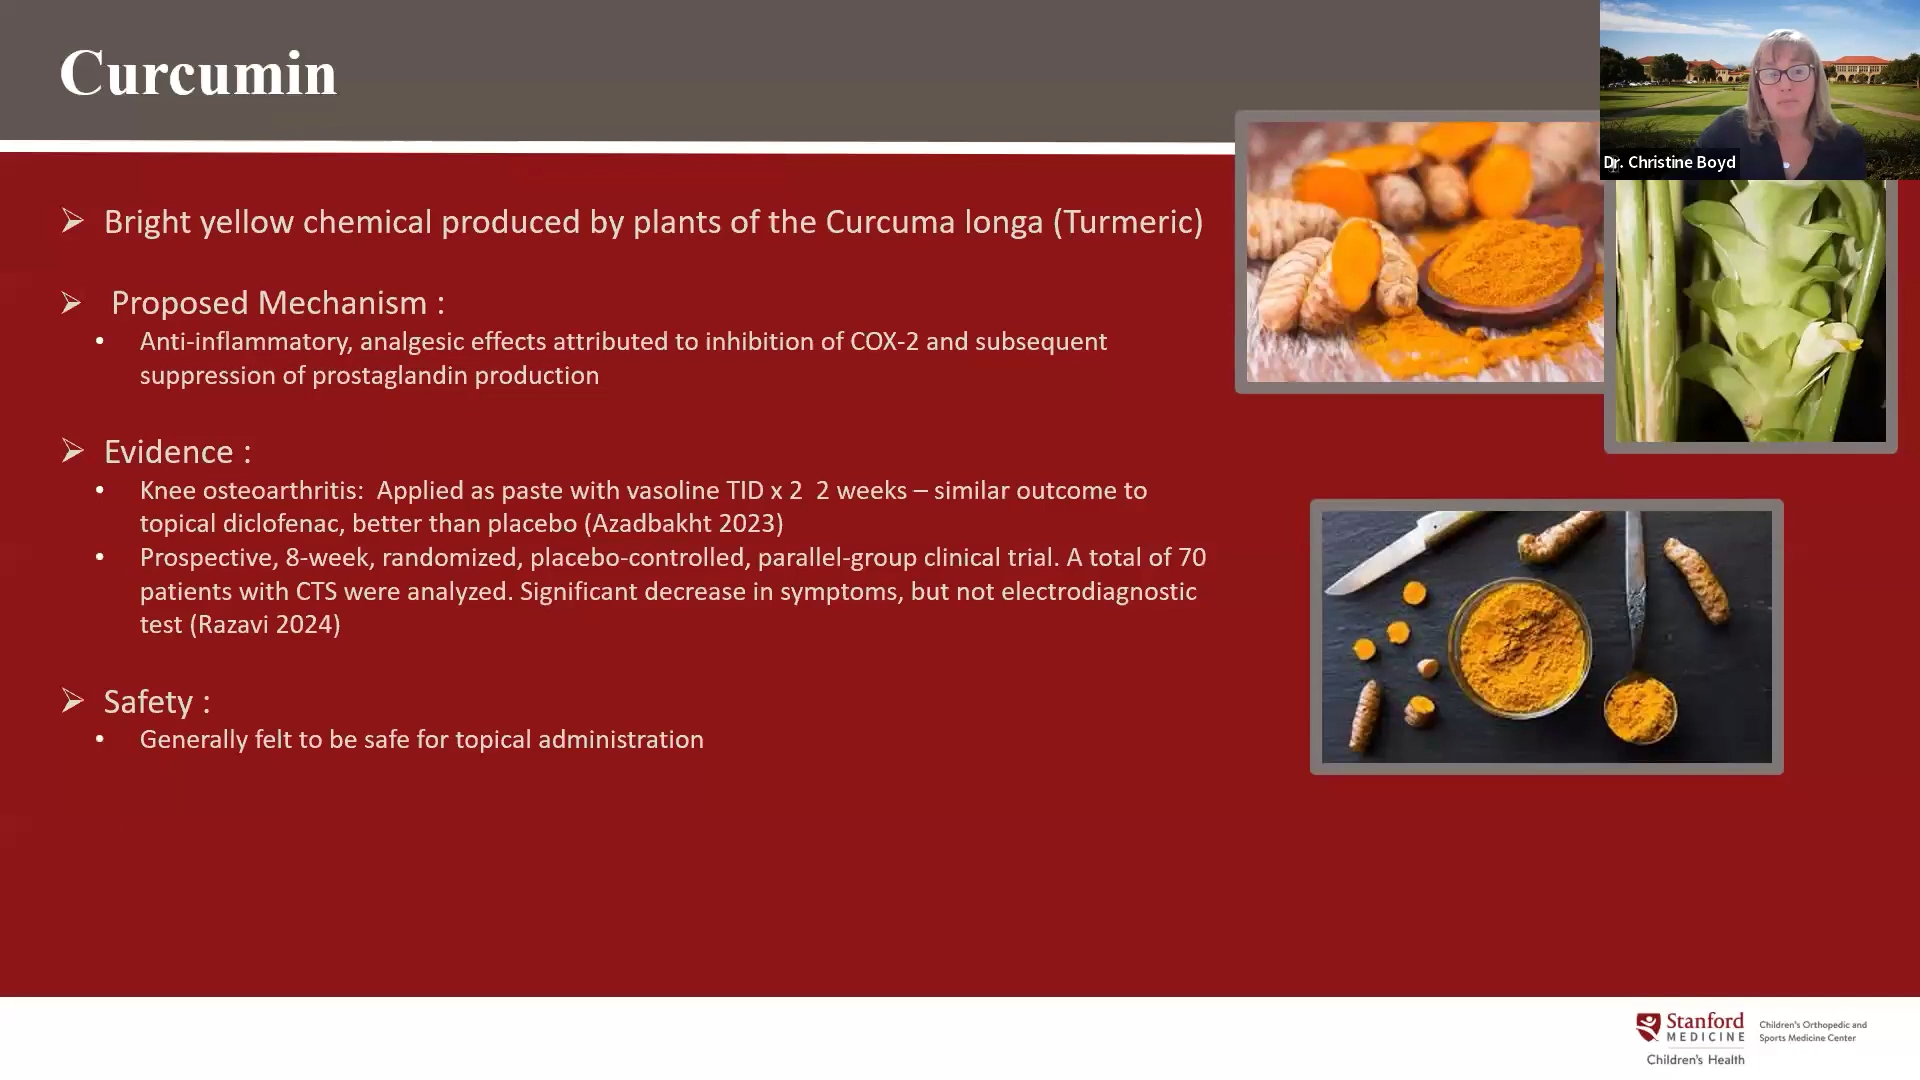 Curcumin
Dr. Christine Boyd
Bright yellow chemical produced by plants of the Curcuma longa (Turmeric)
Proposed Mechanism :
Anti-inflammatory, analgesic effects attributed to inhibition of COX-2 and subsequent
suppression of prostaglandin production
Evidence :
Knee osteoarthritis:  Applied as paste with vasoline TID x 2  2 weeks – similar outcome to
topical diclofenac, better than placebo (Azadbakht 2023)
Prospective, 8-week, randomized, placebo-controlled, parallel-group clinical trial. A total of 70
patients with CTS were analyzed. Significant decrease in symptoms, but not electrodiagnostic
test (Razavi 2024)
Safety :
Generally felt to be safe for topical administration
Stanford
MEDICINE
Children's Health
Children's Orthopedic and
Sports Medicine Center